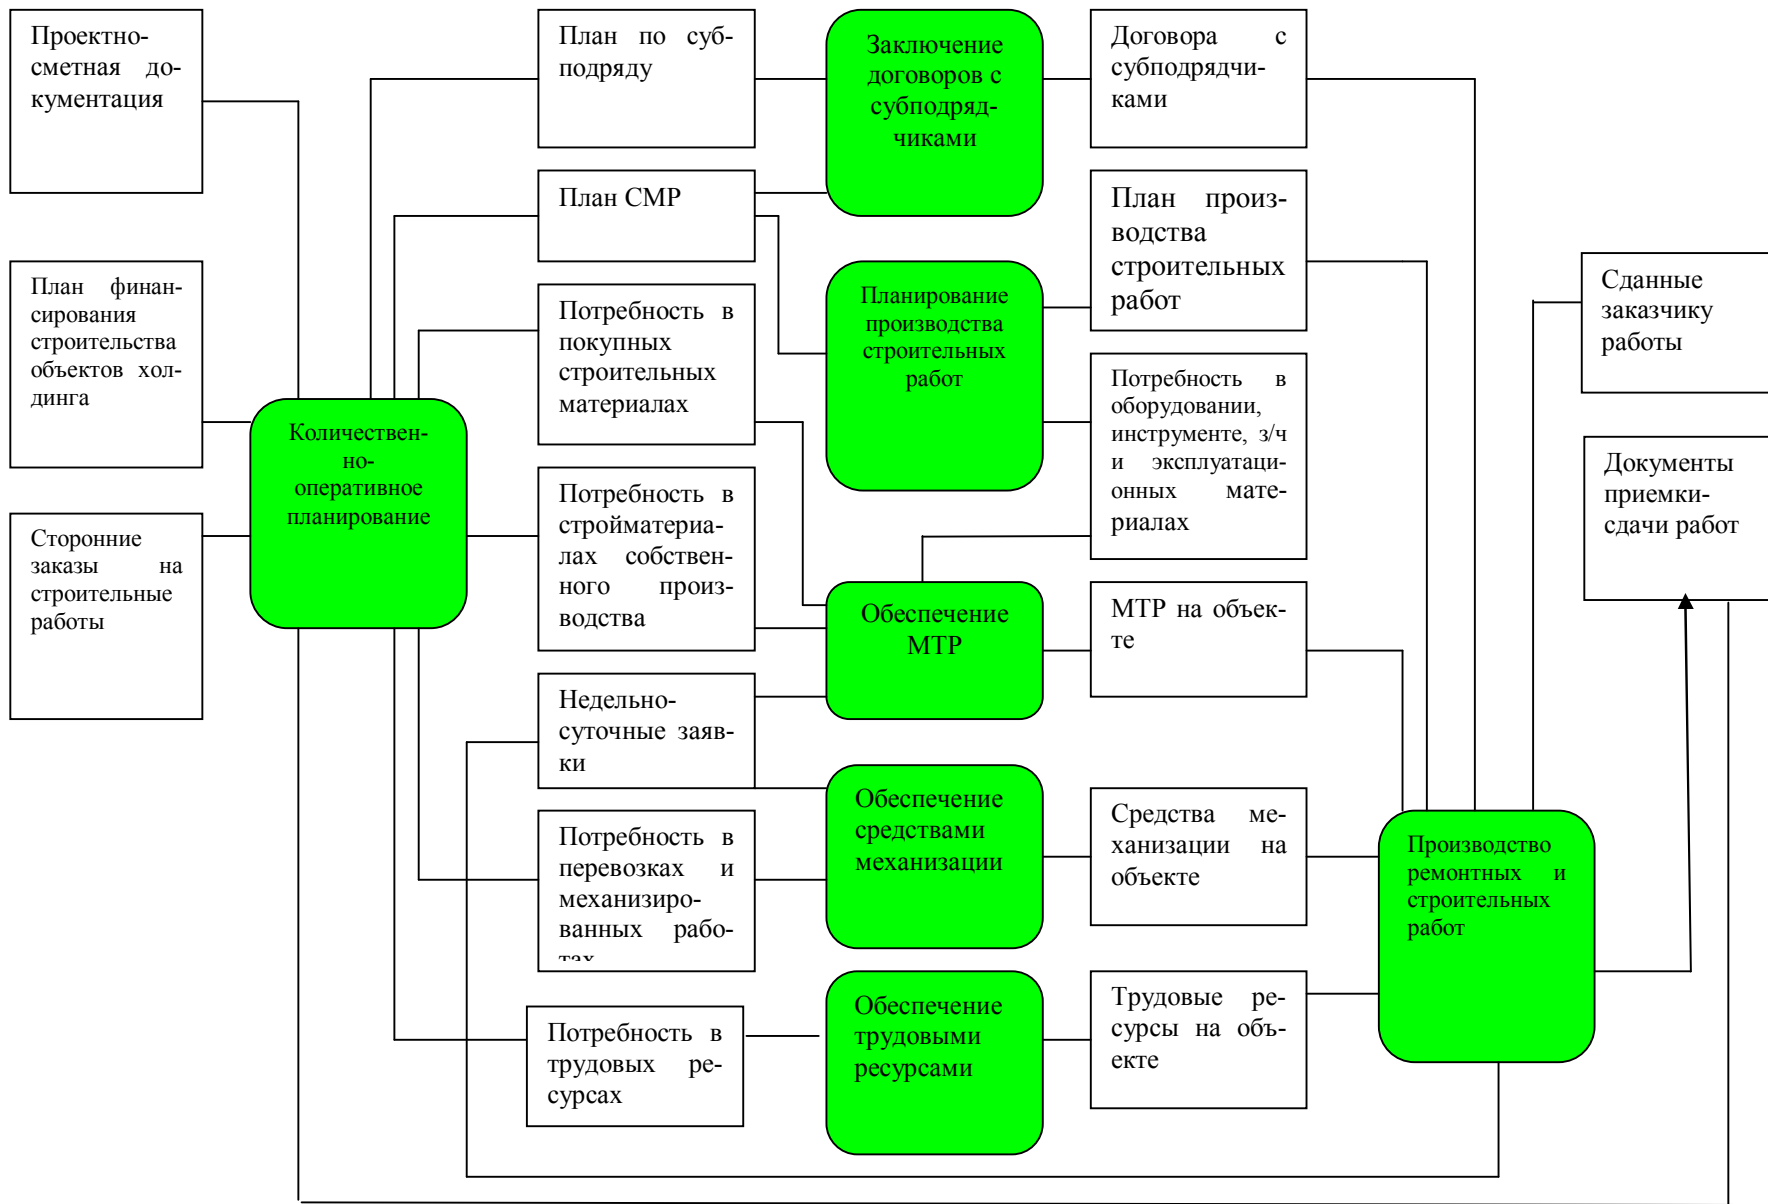 Проектно-
сметная до-
кументация
План финан-
сирования
строительства
объектов хол-
динга
Сторонние
заказы на
строительные
работы
Количествен-
но-
оперативное
планирование
План по суб-
подряду
План СМР
Потребность в
покупных
строительных
материалах
Потребность в
стройматериа-
лах собствен-
ного произ-
водства
Недельно-
суточные заяв-
ки
Потребность в
перевозках и
механизиро-
ванных рабо-
тах
Потребность в
трудовых ре-
сурсах
Заключение
договоров с
субподряд-
чиками
Планирование
производства
строительных
работ
Обеспечение
МТР
Обеспечение
средствами
механизации
Обеспечение
трудовыми
ресурсами
Договора с
субподрядчи-
ками
План произ-
водства
строительных
работ
Потребность в
оборудовании,
инструменте, з/ч
и эксплуатаци-
онных мате-
риалах
МТР на объек-
те
Средства ме-
ханизации на
объекте
Трудовые ре-
сурсы на объ-
екте
Производство
ремонтных и
строительных
работ
Сданные
заказчику
работы
Документы
приемки-
сдачи работ